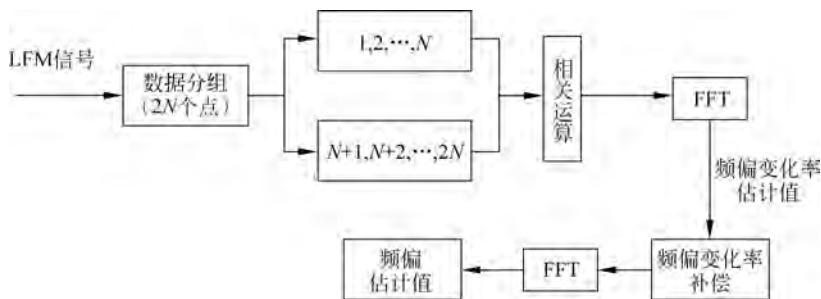 LFM信号
数据分组
(2N个点)
1,2,…,N
N+1,N+2,…,2N
相关运算
FFT
频偏变化率
估计值
频偏变化率
补偿
FFT
频偏
估计值